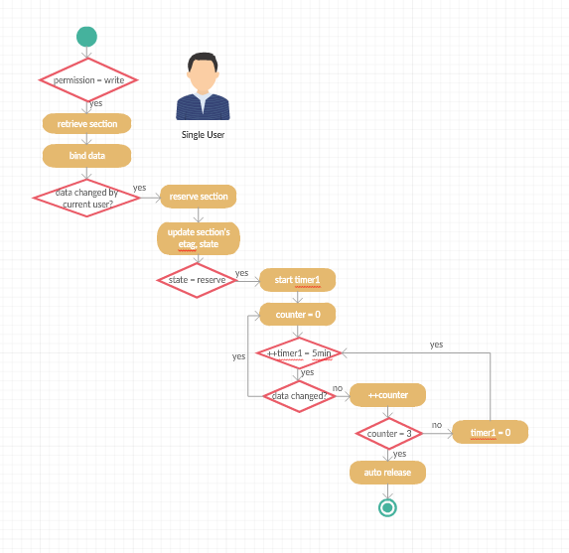 permission = write
yes
retrieve section
Single User
bind data
data changed by
current user?
yes
reserve section
update section's
etag, state
state = reserve
yes
start timer1
counter = 0
++timer1 = 5min
yes
yes
yes
data changed?
no
++counter
counter = 3
no
timer1 = 0
yes
auto release